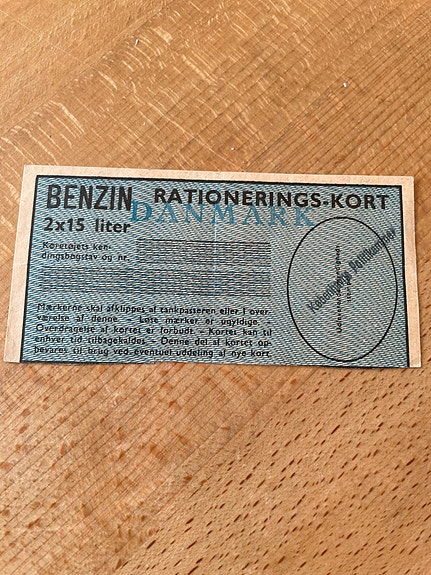 BENZIN RATIONERINGS-KORT
DANMARK
2x15 liter
Køretøjets ken-
dingsbogstav og nr.
Mærkerne skal afklippes af tankpasseren eller i over-
værelse af denne. - Løse mærker er ugyldige. -
Overdragelse af kortet er forbudt. - Kortet kan til
enhver tid tilbagekaldes. - Denne del af kortet op-
bevares til brug ved eventuel uddeling af nye kort.